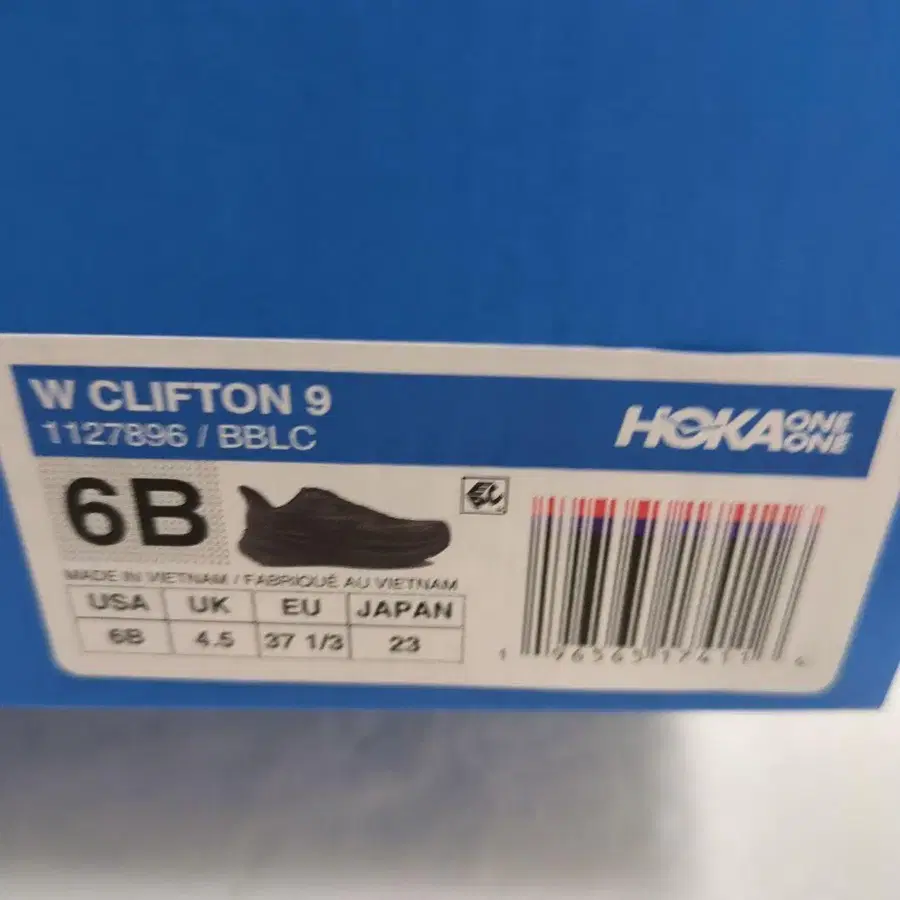 W CLIFTON 9
1127896 / BBLC
HOKA ONE ONE
6B
MADE IN VIETNAM / FABRIQUÉ AU VIETNAM
USA UK EU JAPAN
6B 4.5 37 1/3 23